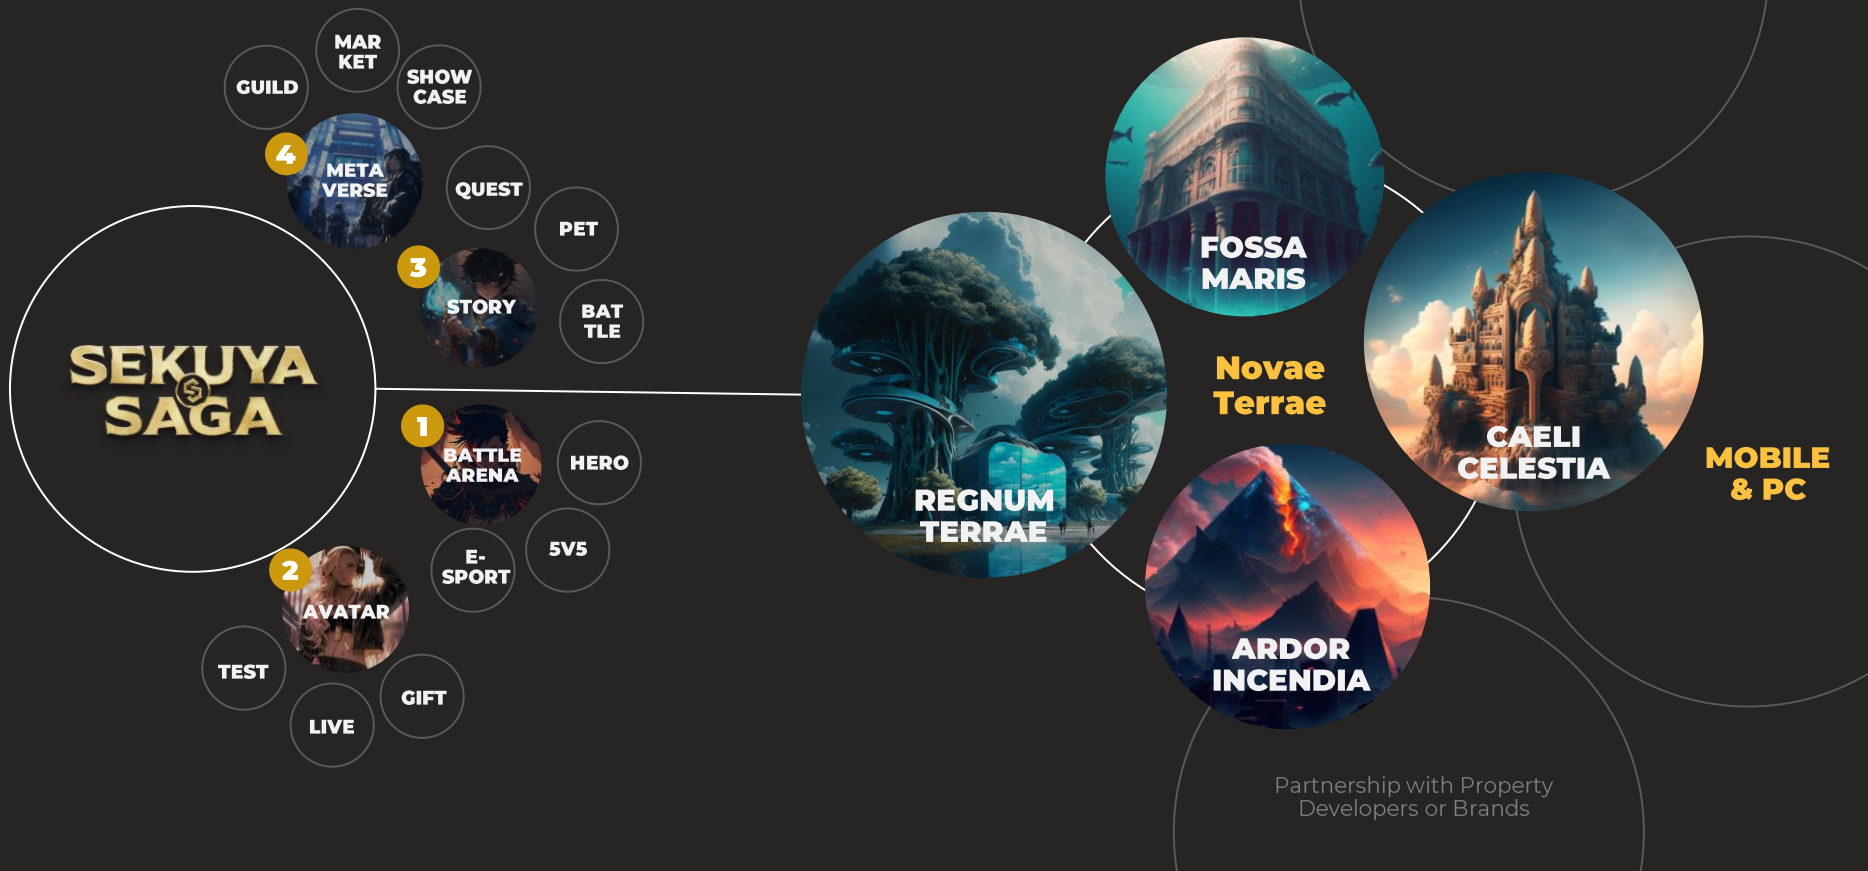 MAR
KET
GUILD
SHOW
CASE
4
META
VERSE
QUEST
PET
3
STORY
BAT
TLE
SEKUYA
SAGA
1
BATTLE
ARENA
HERO
E-
SPORT
5V5
2
AVATAR
TEST
LIVE
GIFT
FOSSA
MARIS
Novae
Terrae
CAELI
CELESTIA
MOBILE
& PC
REGNUM
TERRAE
ARDOR
INCENDIA
Partnership with Property
Developers or Brands